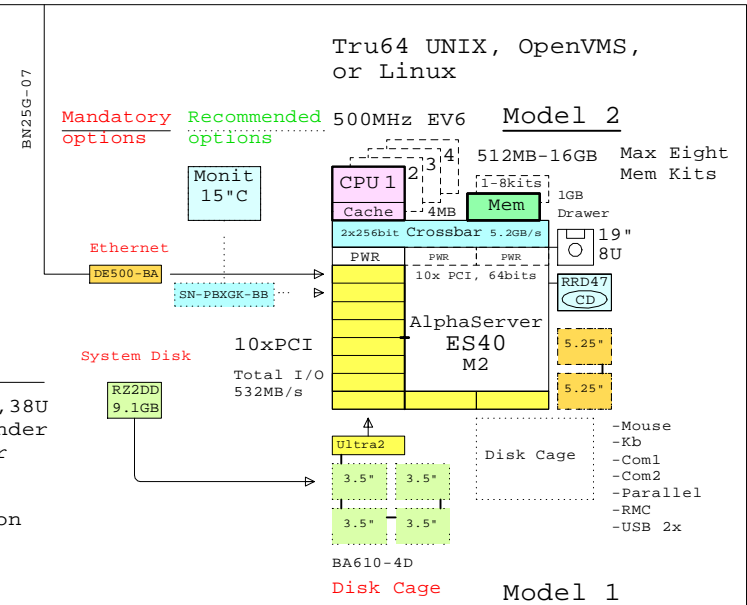 Tru64 UNIX, OpenVMS,
or Linux
BN25G-07
Mandatory
options
Recommended
options
500MHz EV6
Model 2
4
3
2
CPU 1
Cache
4MB
512MB-16GB
Max Eight
Mem Kits
1-8kits
Mem
1GB
Drawer
Monit
15"C
2x256bit Crossbar 5.2GB/s
19"
8U
Ethernet
DE500-BA
SN-PBXGK-BB
PWR
PWR
PWR
10x PCI, 64bits
RRD47
CD
AlphaServer
ES40
M2
10xPCI
Total I/O
532MB/s
System Disk
RZ2DD
9.1GB
5.25"
5.25"
,38U
nder
r
on
Ultra2
3.5"
3.5"
3.5"
3.5"
Disk Cage
-Mouse
-Kb
-Com1
-Com2
-Parallel
-RMC
-USB 2x
BA610-4D
Disk Cage
Model 1